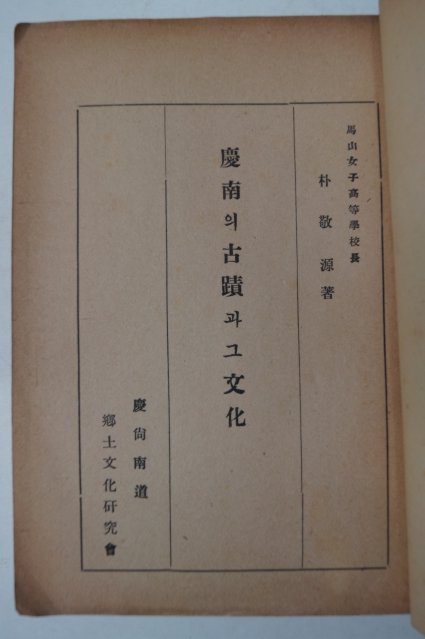 馬山女子高等學校長
朴敬源著
慶南의古蹟과그文化
慶尙南道
鄕土文化研究會